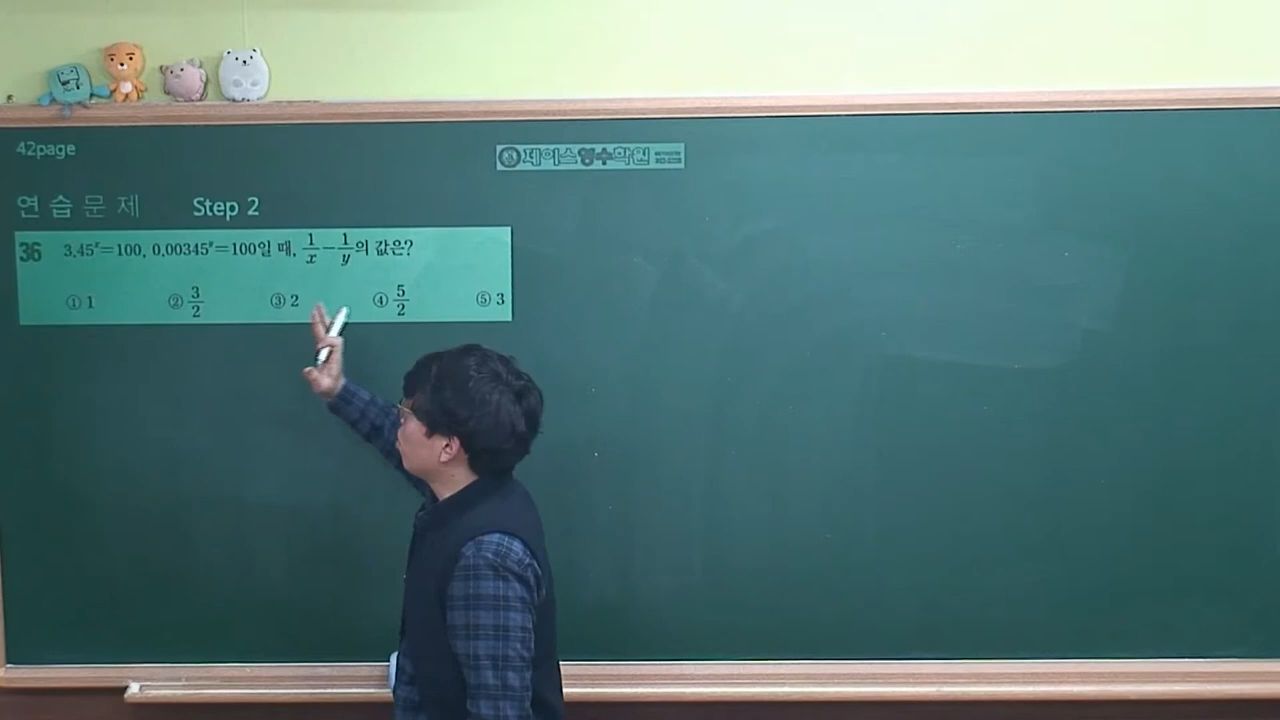 42page
제이스영수학원
연습문제 Step 2
36 3.45ˣ=100, 0.00345ʸ=100일 때, 1/x - 1/y의 값은?
① 1 ② 3/2 ③ 2 ④ 5/2 ⑤ 3